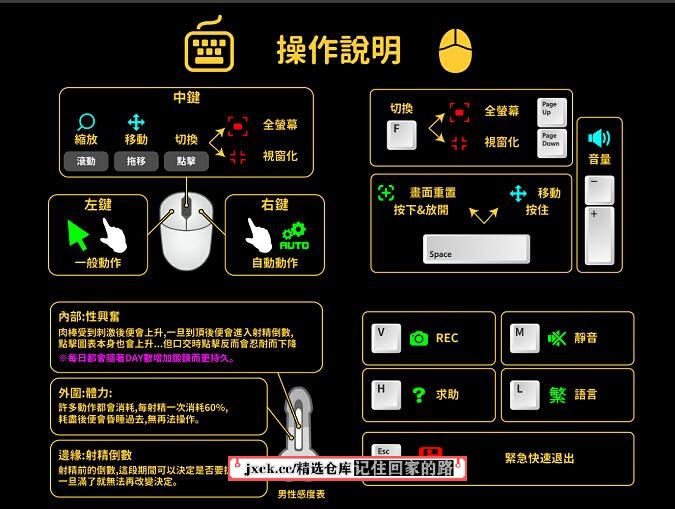 操作說明
中鍵
縮放 移動 切換 全螢幕
視窗化
滾動 拖移 點擊
左鍵
一般動作
右鍵
AUTO
自動動作
切換
F
全螢幕
視窗化
Page
Up
Page
Down
音量
−
+
畫面重置
按下&放開
移動
按住
Space
內部:性興奮
肉棒受到刺激後便會上升,一旦到頂後便會進入射精倒數,
點擊圖表本身也會上升...但口交時點擊反而會忍耐而下降
※每日都會隨著DAY數增加鍛鍊而更持久。
外圍:體力:
許多動作都會消耗,每射精一次消耗60%,
耗盡後便會昏睡過去,無再法操作。
邊緣:射精倒數
射精前的倒數,這段期間可以決定是否要
一旦滿了就無法再改變決定。
男性感度表
V REC
M 靜音
H ? 求助
L 繁 語言
Esc 緊急快速退出
jxck.cc/精选仓库 记住回家的路